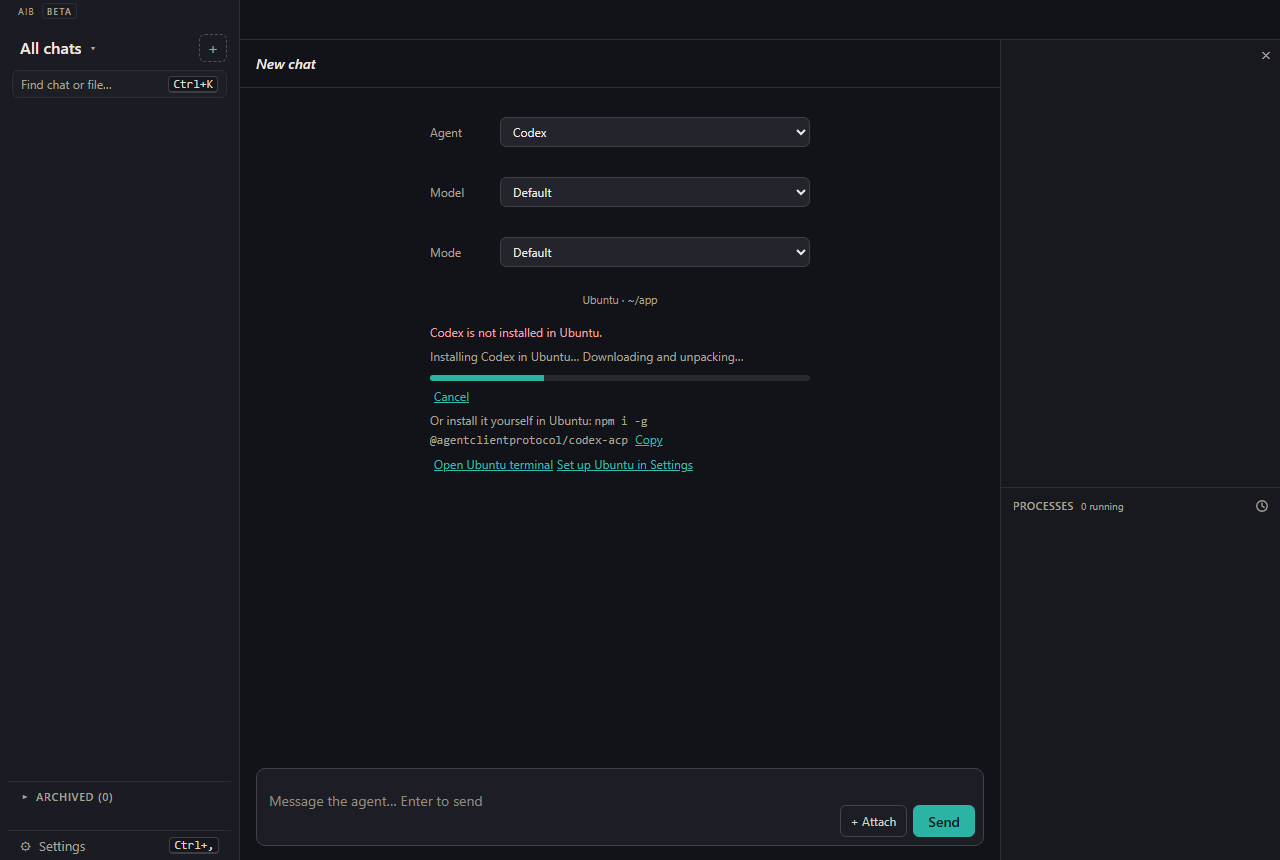 AIB BETA
All chats
+
Find chat or file... Ctrl+K
New chat
×
Agent Codex
Model Default
Mode Default
Ubuntu · ~/app
Codex is not installed in Ubuntu.
Installing Codex in Ubuntu... Downloading and unpacking...
Cancel
Or install it yourself in Ubuntu: npm i -g
@agentclientprotocol/codex-acp Copy
Open Ubuntu terminal Set up Ubuntu in Settings
PROCESSES 0 running
ARCHIVED (0)
Settings Ctrl+,
Message the agent... Enter to send
+ Attach Send